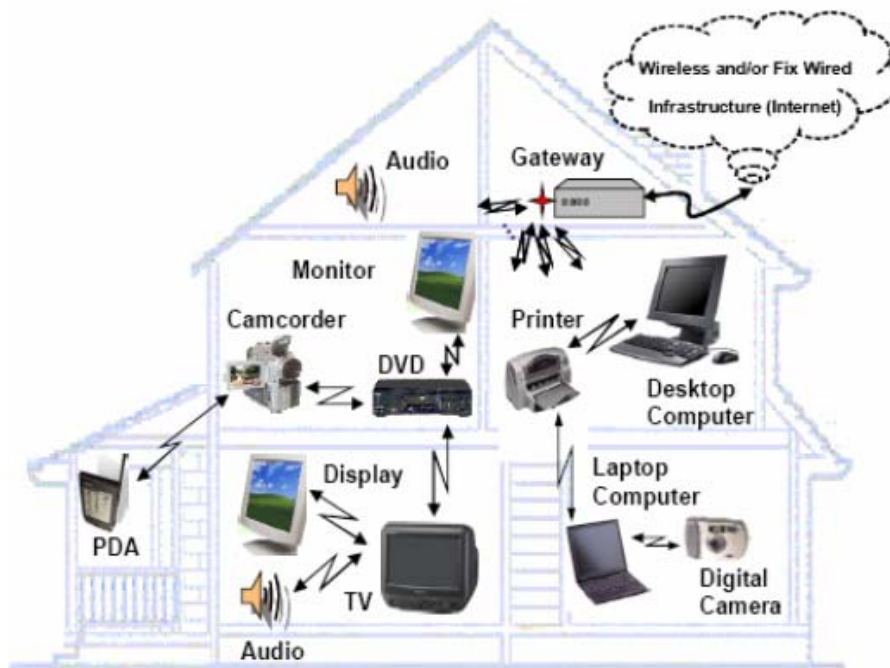 Wireless and/or Fix Wired
Infrastructure (Internet)
Audio
Gateway
Monitor
Camcorder
DVD
Printer
Desktop
Computer
Display
Laptop
Computer
PDA
TV
Digital
Camera
Audio